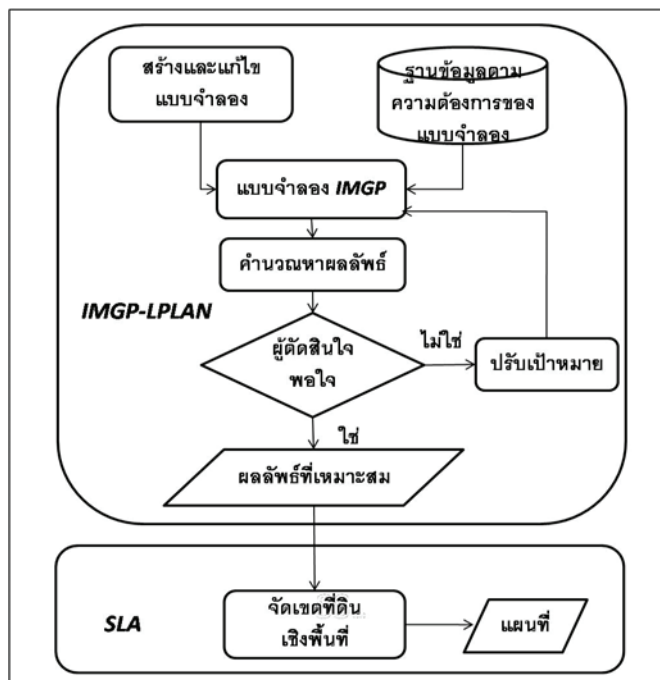 สร้างและแก้ไข
แบบจำลอง
ฐานข้อมูลตาม
ความต้องการของ
แบบจำลอง
แบบจำลอง IMGP
คำนวณหาผลลัพธ์
IMGP-LPLAN
ผู้ตัดสินใจ
พอใจ
ไม่ใช่
ปรับเป้าหมาย
ใช่
ผลลัพธ์ที่เหมาะสม
SLA
จัดเขตที่ดิน
เชิงพื้นที่
แผนที่